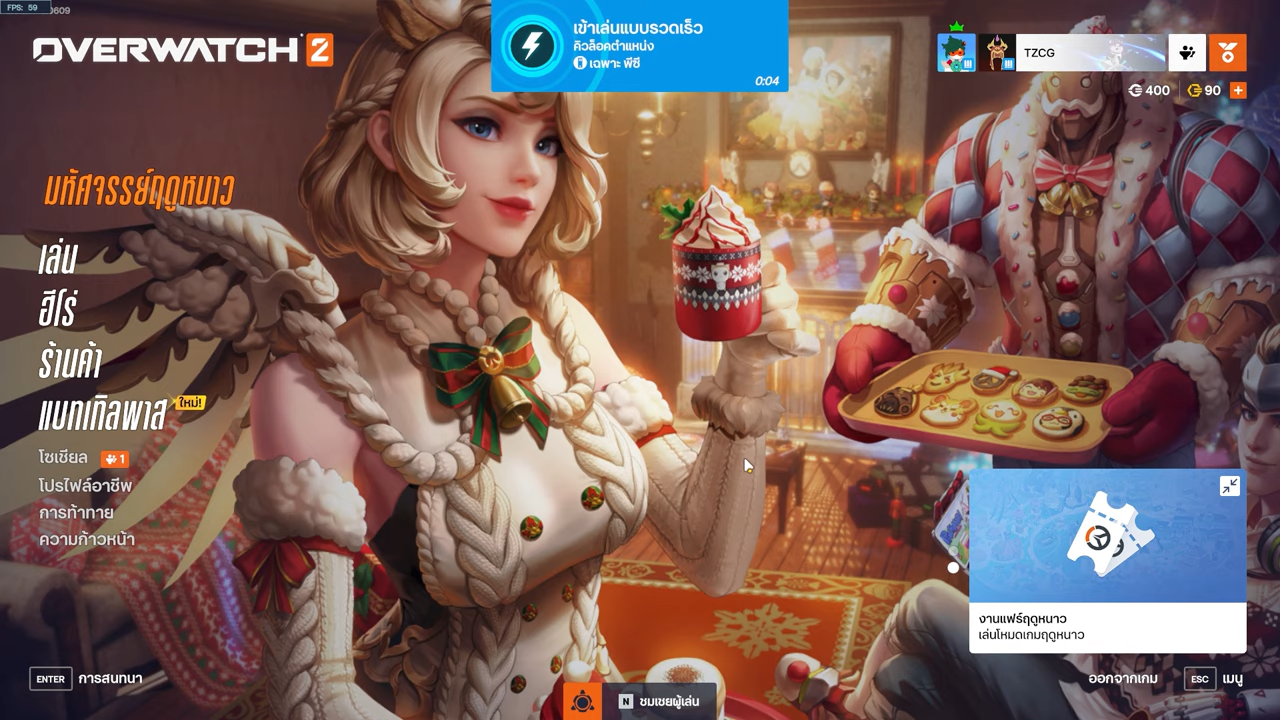 FPS: 59
OVERWATCH 2
เข้าเล่นแบบรวดเร็ว
คิวล็อคตำแหน่ง
เฉพาะ พีซี
0:04
TZCG
400
90
มหัศจรรย์ฤดูหนาว
เล่น
ฮีโร่
ร้านค้า
แบทเทิลพาส ใหม่!
โซเชียล 1
โปรไฟล์อาชีพ
การท้าทาย
ความก้าวหน้า
งานแฟร์ฤดูหนาว
เล่นโหมดเกมฤดูหนาว
ENTER การสนทนา
N ชมเชยผู้เล่น
ออกจากเกม
ESC เมนู